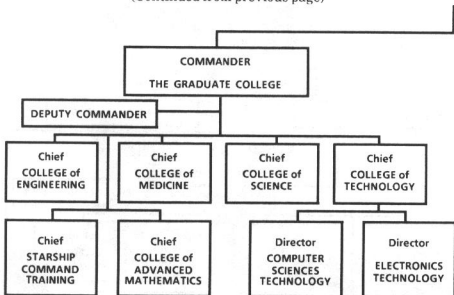 (Continued from previous page)
COMMANDER
THE GRADUATE COLLEGE
DEPUTY COMMANDER
Chief
COLLEGE of
ENGINEERING
Chief
COLLEGE of
MEDICINE
Chief
COLLEGE of
SCIENCE
Chief
COLLEGE of
TECHNOLOGY
Chief
STARSHIP
COMMAND
TRAINING
Chief
COLLEGE of
ADVANCED
MATHEMATICS
Director
COMPUTER
SCIENCES
TECHNOLOGY
Director
ELECTRONICS
TECHNOLOGY